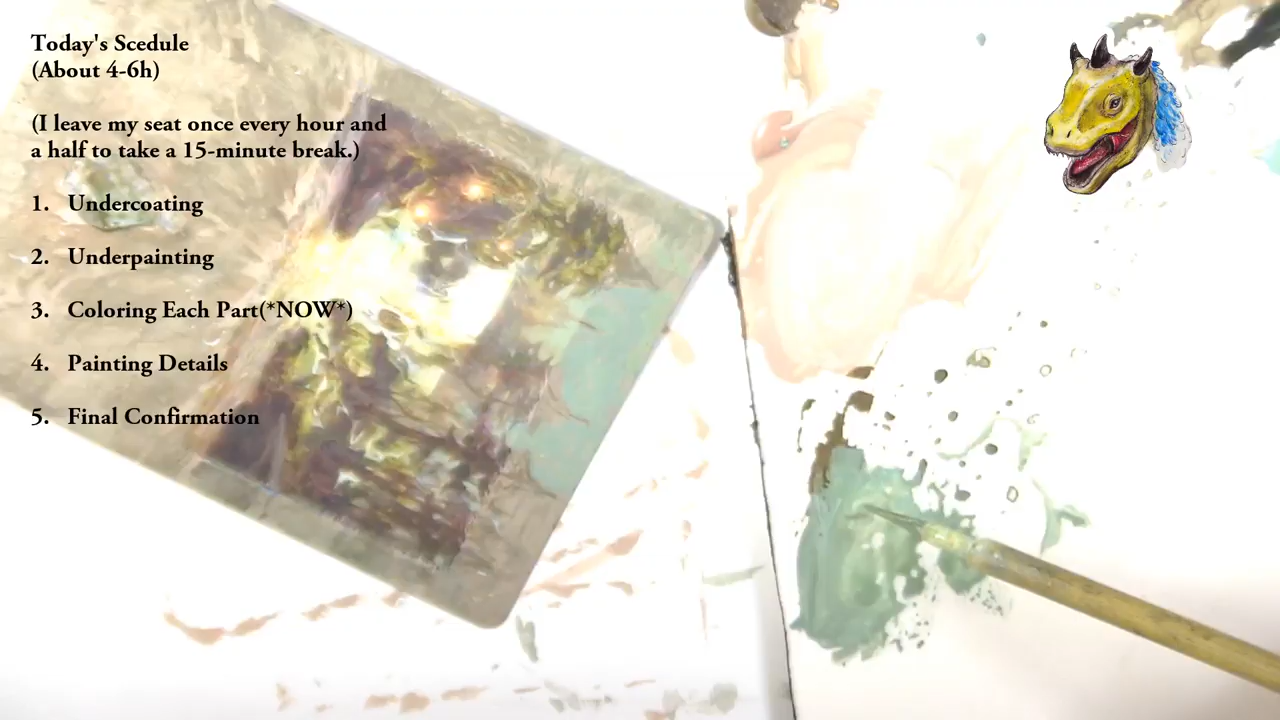 Today's Scedule
(About 4-6h)
(I leave my seat once every hour and
a half to take a 15-minute break.)
1. Undercoating
2. Underpainting
3. Coloring Each Part(*NOW*)
4. Painting Details
5. Final Confirmation